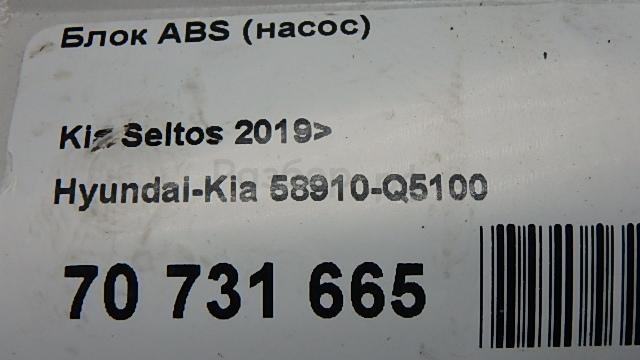 Блок ABS (насос)
Kia Seltos 2019>
Hyundai-Kia 58910-Q5100
70 731 665